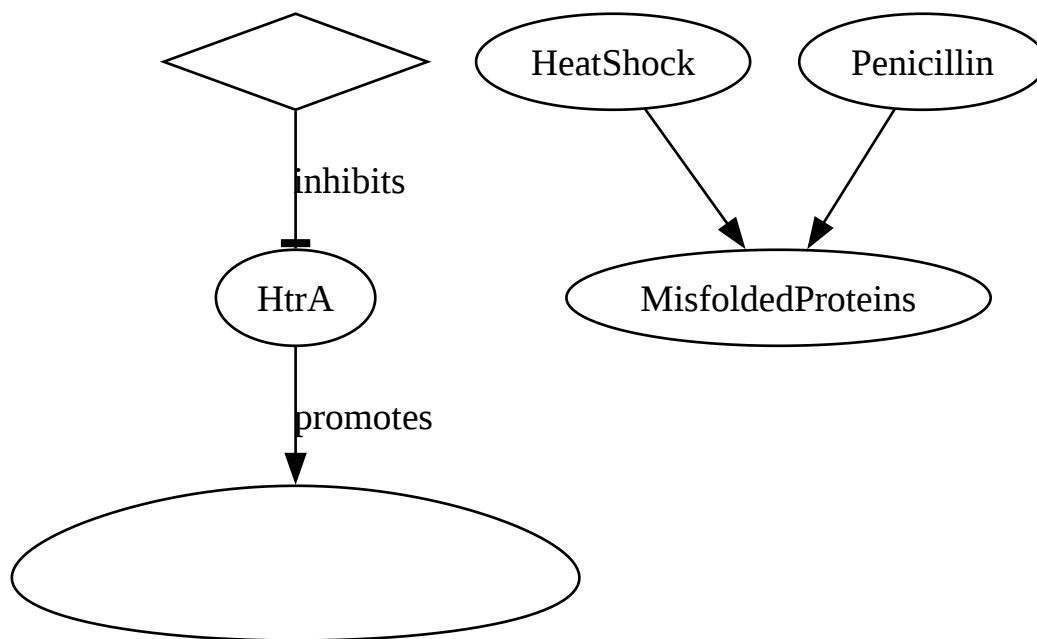 HeatShock
Penicillin
inhibits
HtrA
MisfoldedProteins
promotes